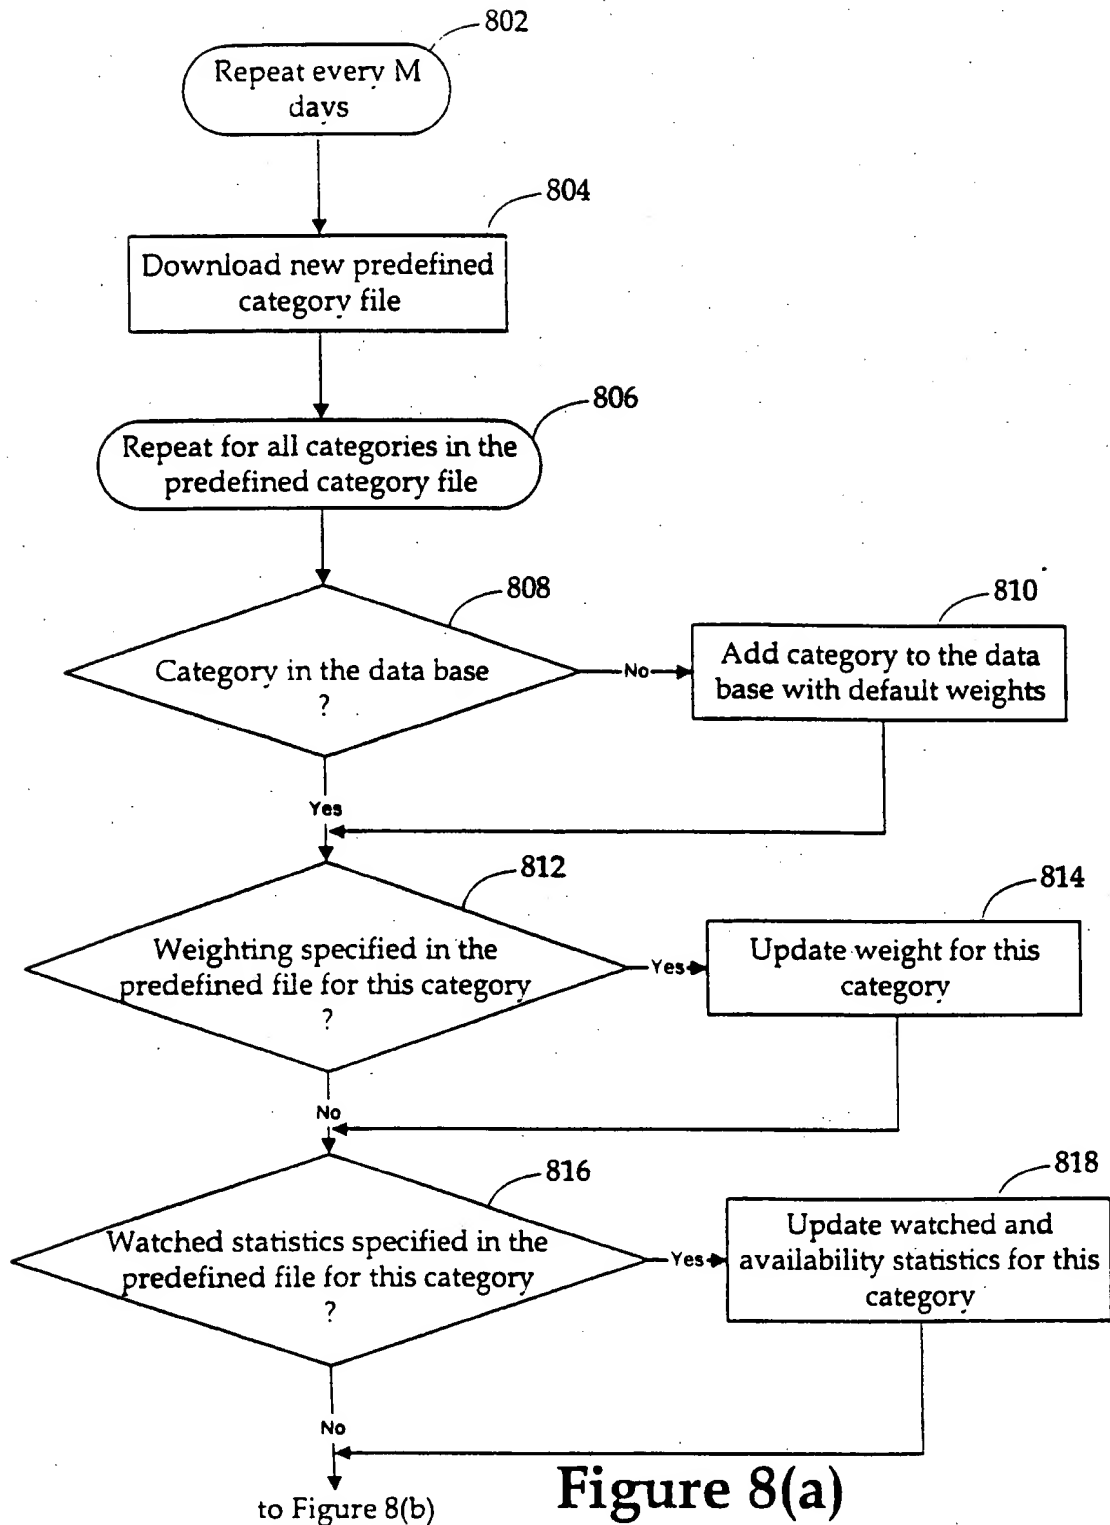 802
Repeat every M
days
804
Download new predefined
category file
806
Repeat for all categories in the
predefined category file
808
Category in the data base
?
No
810
Add category to the data
base with default weights
Yes
812
Weighting specified in the
predefined file for this category
?
Yes
814
Update weight for this
category
No
816
Watched statistics specified in the
predefined file for this category
?
Yes
818
Update watched and
availability statistics for this
category
No
to Figure 8(b)
Figure 8(a)